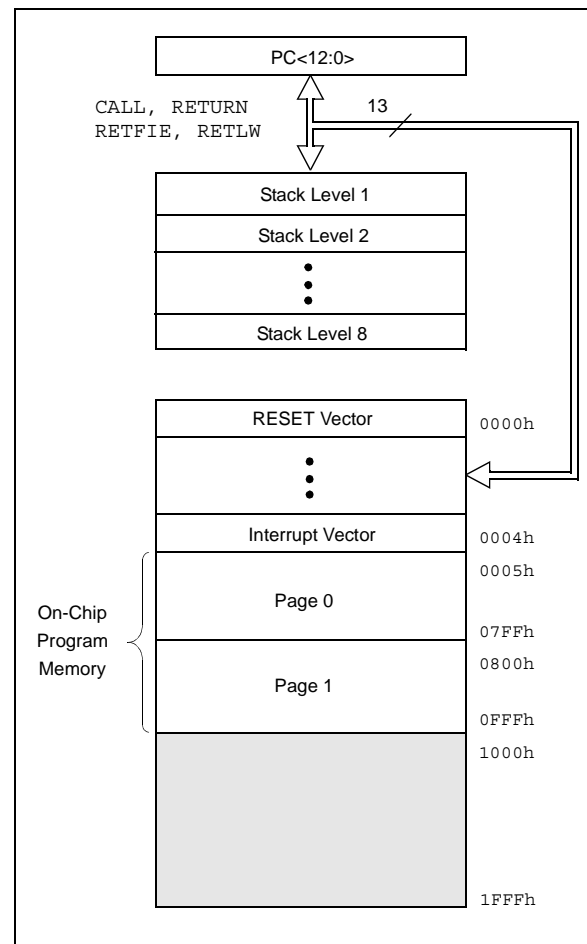 PC<12:0>
CALL, RETURN
RETFIE, RETLW
13
Stack Level 1
Stack Level 2
Stack Level 8
RESET Vector
0000h
Interrupt Vector
0004h
0005h
On-Chip
Program
Memory
Page 0
07FFh
0800h
Page 1
0FFFh
1000h
1FFFh